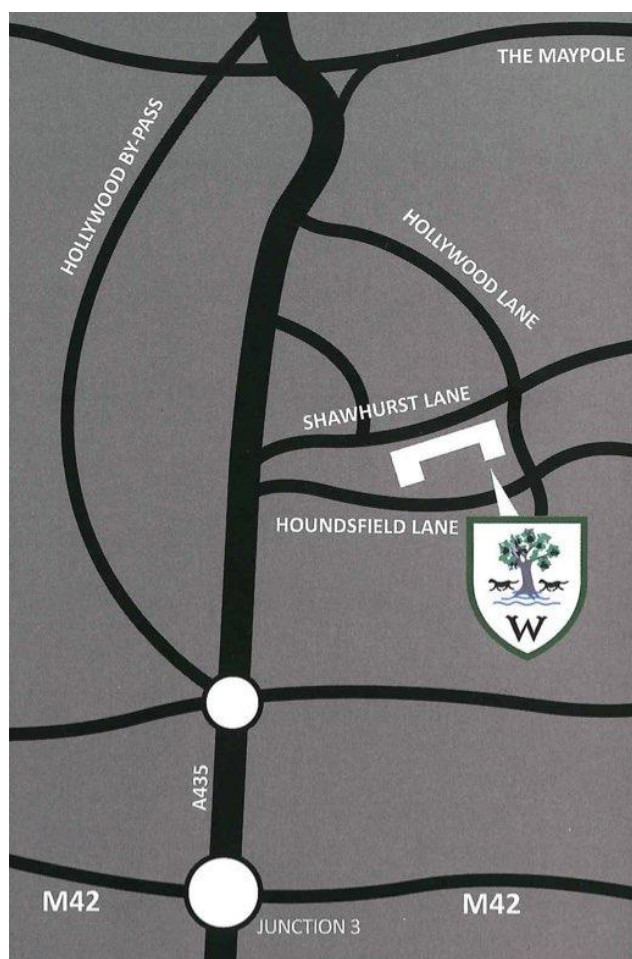 THE MAYPOLE
HOLLYWOOD BY-PASS
HOLLYWOOD LANE
SHAWHURST LANE
HOUNDSFIELD LANE
W
A435
M42
M42
JUNCTION 3